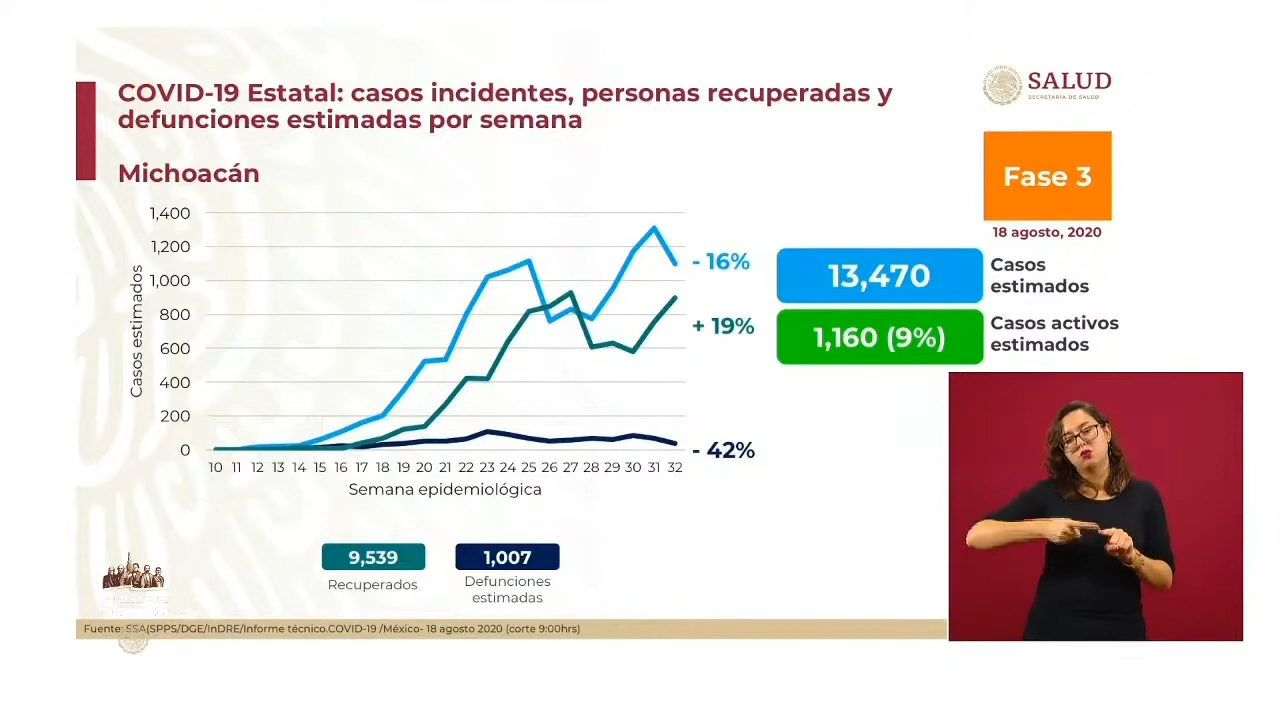 COVID-19 Estatal: casos incidentes, personas recuperadas y
defunciones estimadas por semana
Michoacán
SALUD
SECRETARÍA DE SALUD
Fase 3
18 agosto, 2020
1,400
1,200
1,000
800
600
400
200
0
Casos estimados
10 11 12 13 14 15 16 17 18 19 20 21 22 23 24 25 26 27 28 29 30 31 32
Semana epidemiológica
- 16%
+ 19%
- 42%
13,470
Casos
estimados
1,160 (9%)
Casos activos
estimados
9,539
Recuperados
1,007
Defunciones
estimadas
Fuente: SSA(SPPS/DGE/InDRE/Informe técnico.COVID-19 /México- 18 agosto 2020 (corte 9:00hrs)